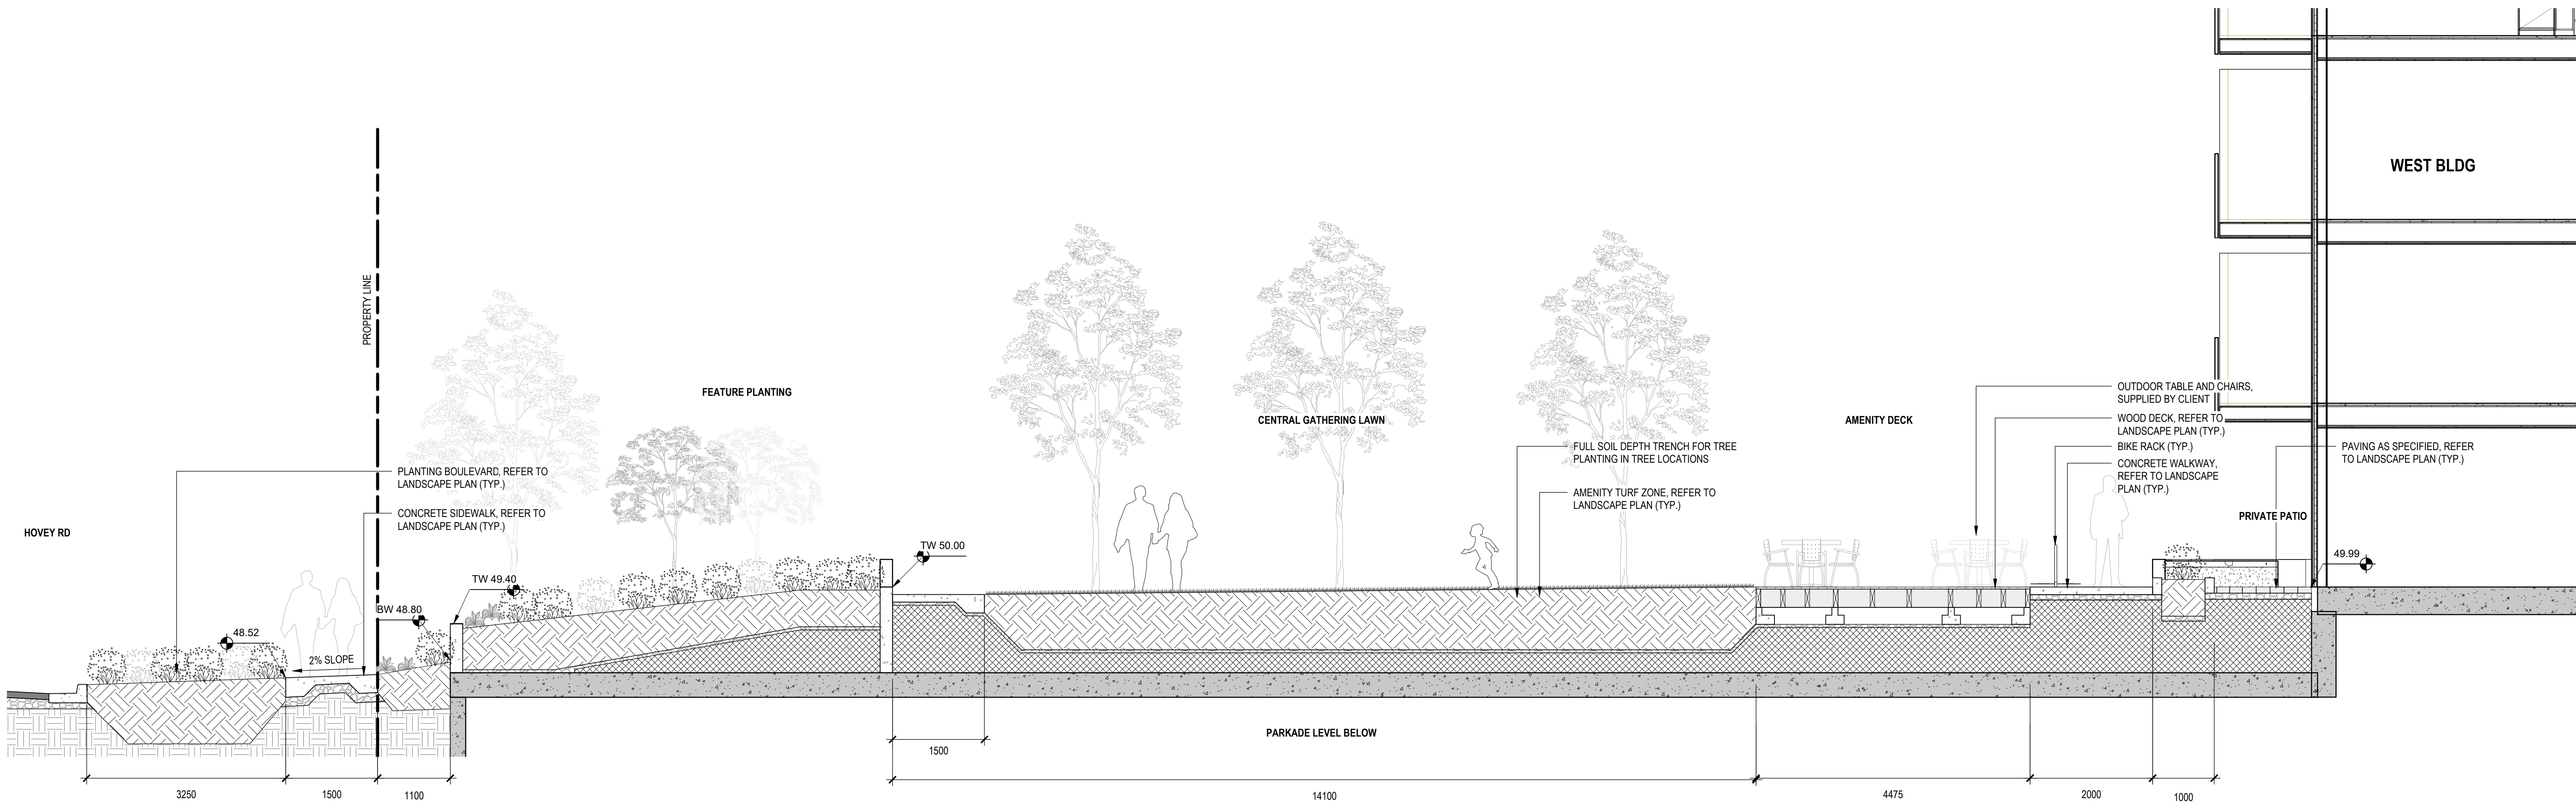 WEST BLDG
PROPERTY LINE
FEATURE PLANTING
CENTRAL GATHERING LAWN
AMENITY DECK
OUTDOOR TABLE AND CHAIRS,
SUPPLIED BY CLIENT
WOOD DECK, REFER TO
LANDSCAPE PLAN (TYP.)
BIKE RACK (TYP.)
CONCRETE WALKWAY,
REFER TO LANDSCAPE
PLAN (TYP.)
PAVING AS SPECIFIED, REFER
TO LANDSCAPE PLAN (TYP.)
FULL SOIL DEPTH TRENCH FOR TREE
PLANTING IN TREE LOCATIONS
AMENITY TURF ZONE, REFER TO
LANDSCAPE PLAN (TYP.)
PLANTING BOULEVARD, REFER TO
LANDSCAPE PLAN (TYP.)
CONCRETE SIDEWALK, REFER TO
LANDSCAPE PLAN (TYP.)
HOVEY RD
PRIVATE PATIO
TW 50.00
49.99
TW 49.40
BW 48.80
48.52
2% SLOPE
PARKADE LEVEL BELOW
1500
3250
1500
1100
14100
4475
2000
1000